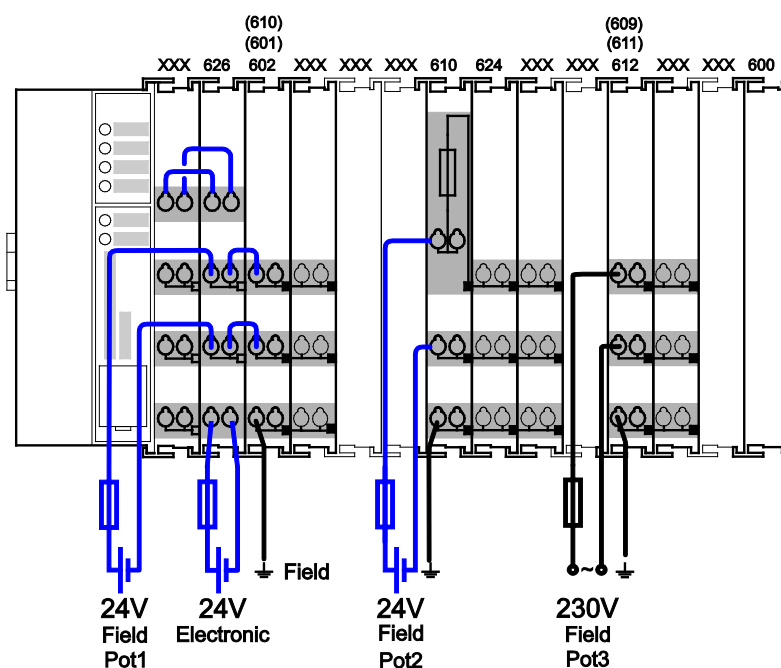 (610) (609)
(601) (611)
XXX 626 602 XXX XXX XXX 610 624 XXX XXX 612 XXX XXX 600
Field
24V 24V 24V 230V
Field Electronic Field Field
Pot1 Pot2 Pot3